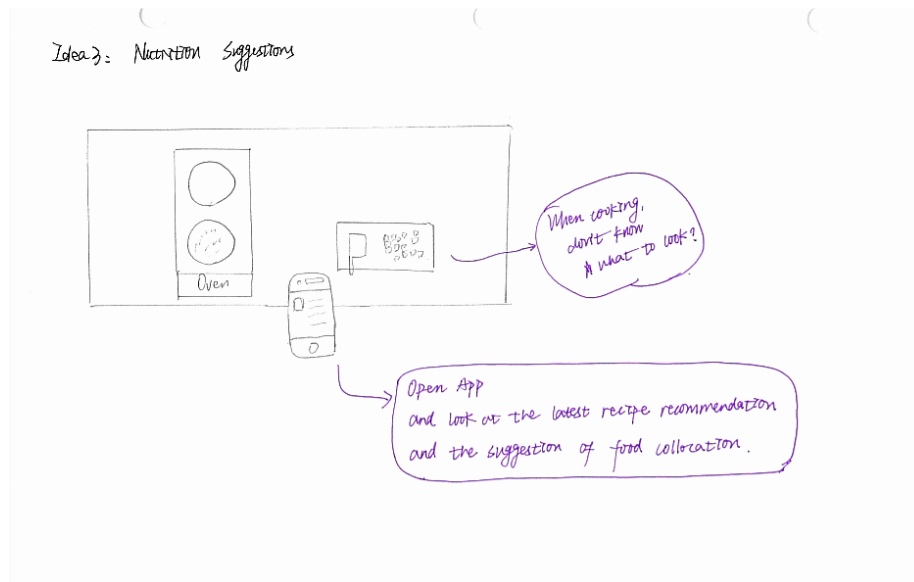 Idea 3: Nutrition Suggestions
Oven
When cooking,
don't know
what to cook?
Open App
and look at the latest recipe recommendation
and the suggestion of food collocation.